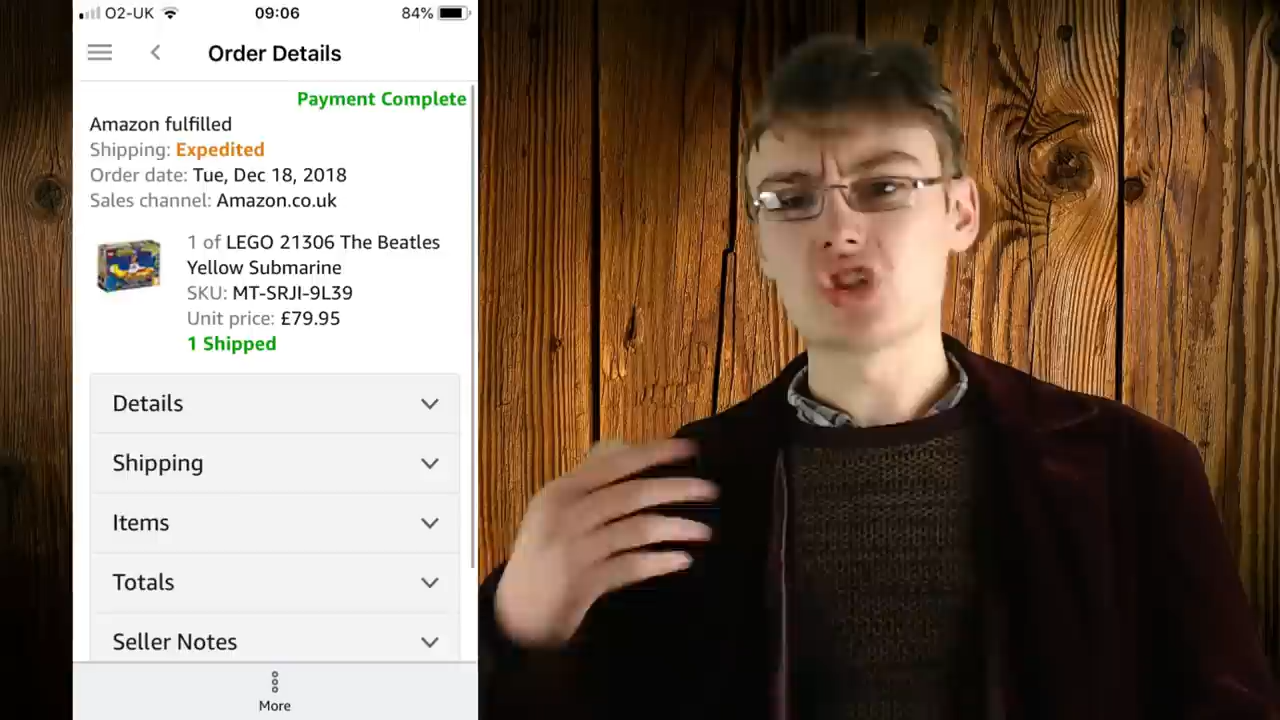 O2-UK 09:06 84%
Order Details
Payment Complete
Amazon fulfilled
Shipping: Expedited
Order date: Tue, Dec 18, 2018
Sales channel: Amazon.co.uk
1 of LEGO 21306 The Beatles
Yellow Submarine
SKU: MT-SRJI-9L39
Unit price: £79.95
1 Shipped
Details
Shipping
Items
Totals
Seller Notes
More